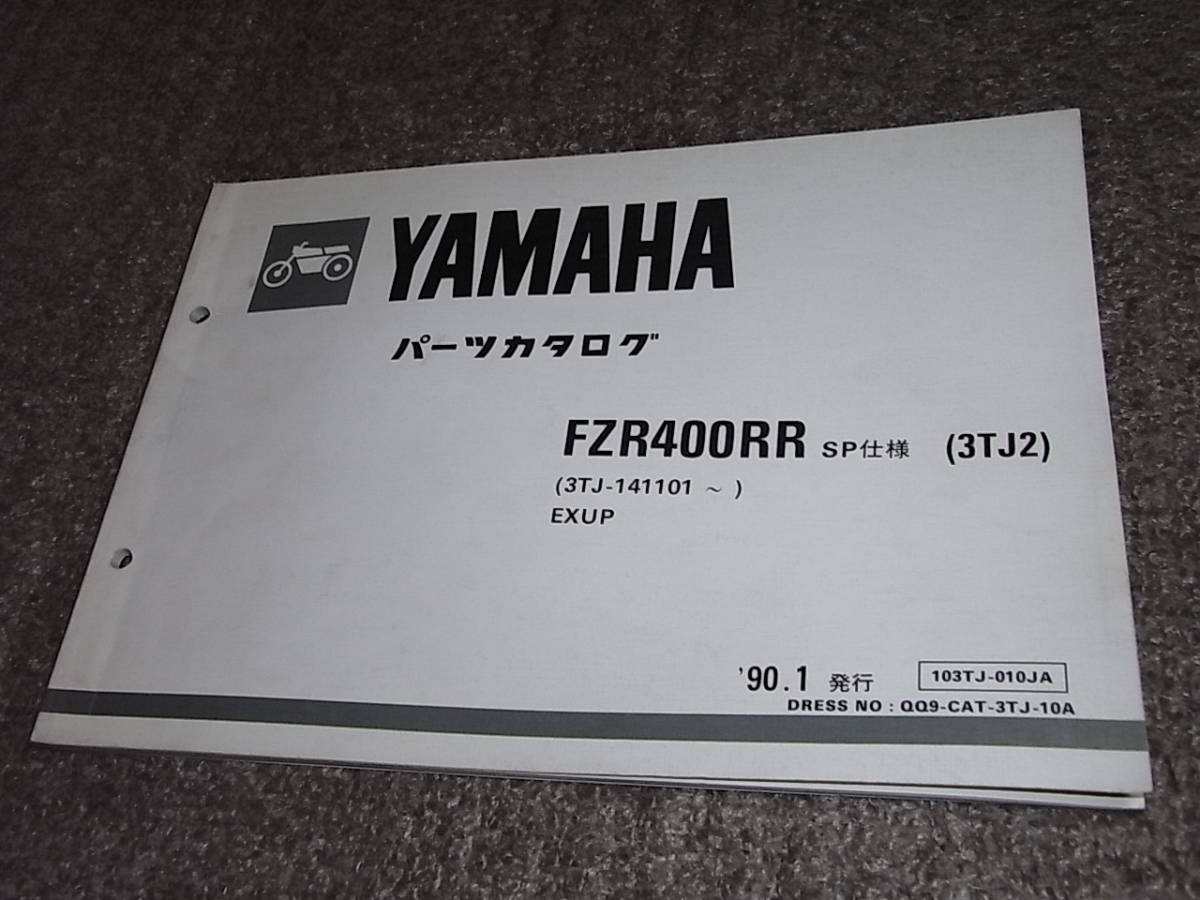 YAMAHA
パーツカタログ
FZR400RR SP仕様 (3TJ2)
(3TJ-141101 ~ )
EXUP
'90.1 発行 103TJ-010JA
DRESS NO : QQ9-CAT-3TJ-10A